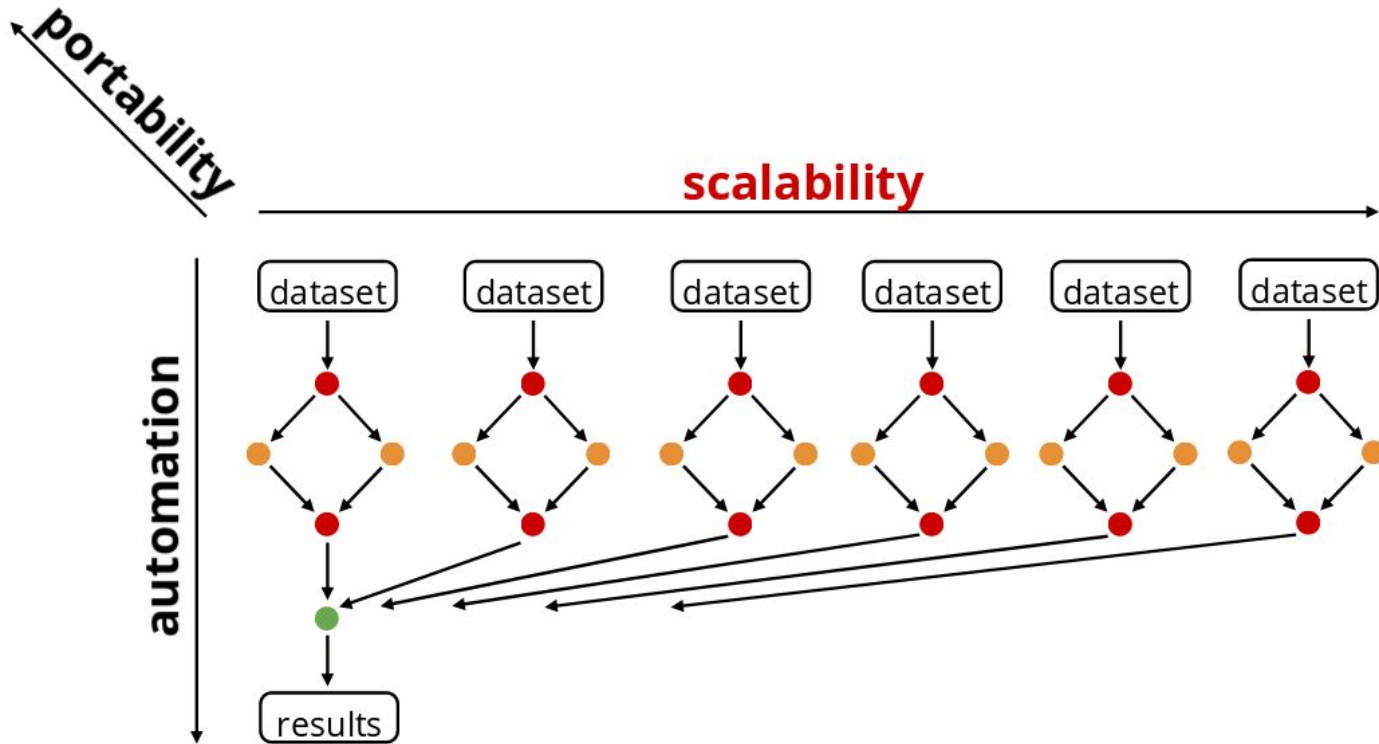 portability
scalability
dataset dataset dataset dataset dataset dataset
automation
results